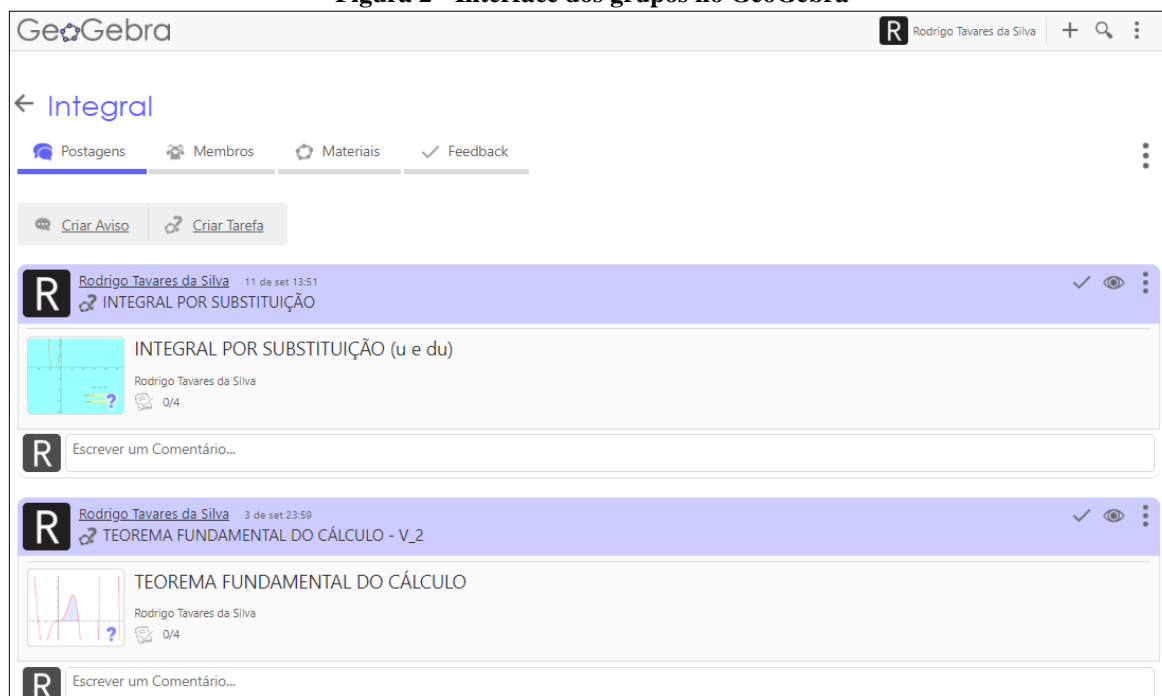 Figura 2 - Interface dos grupos no GeoGebra
GeoGebra
R Rodrigo Tavares da Silva
Integral
Postagens Membros Materiais Feedback
Criar Aviso Criar Tarefa
R Rodrigo Tavares da Silva 11 de set 13:51
INTEGRAL POR SUBSTITUIÇÃO
INTEGRAL POR SUBSTITUIÇÃO (u e du)
Rodrigo Tavares da Silva
? 0/4
R Escrever um Comentário...
R Rodrigo Tavares da Silva 3 de set 23:59
TEOREMA FUNDAMENTAL DO CÁLCULO - V_2
TEOREMA FUNDAMENTAL DO CÁLCULO
Rodrigo Tavares da Silva
? 0/4
R Escrever um Comentário...